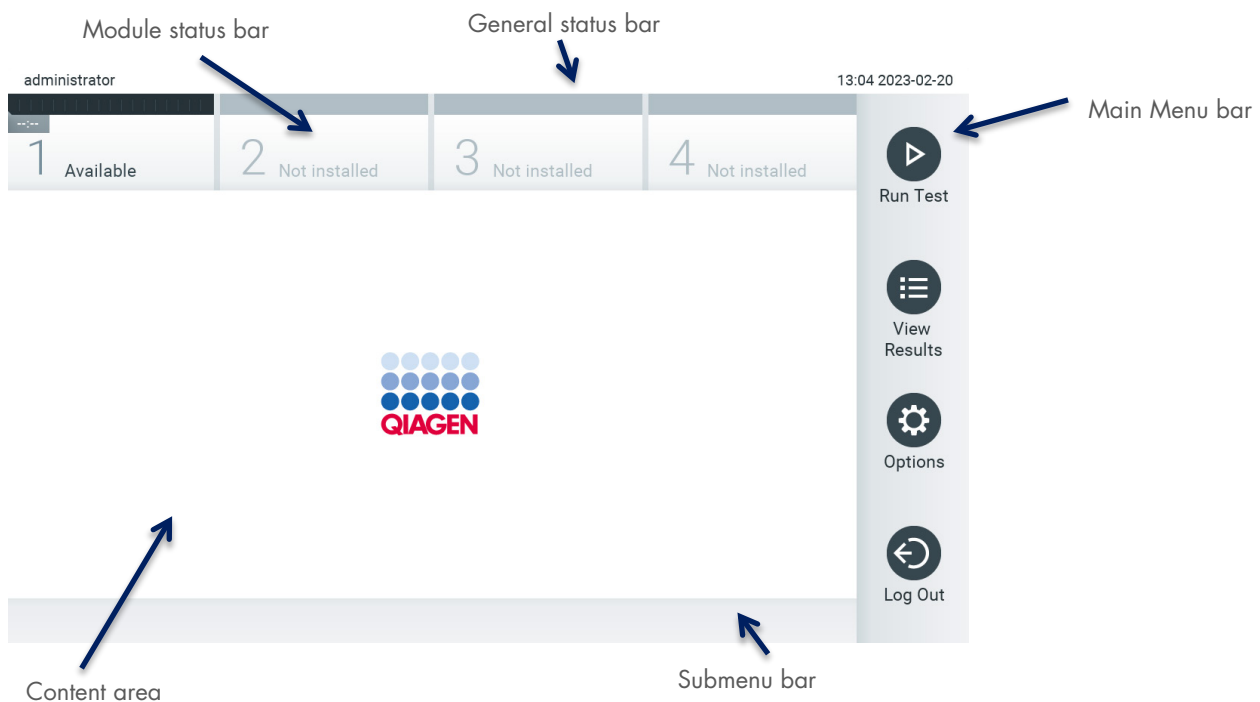 Module status bar
General status bar
administrator
13:04 2023-02-20
Main Menu bar
--:--
1 Available
2 Not installed
3 Not installed
4 Not installed
Run Test
View
Results
QIAGEN
Options
Log Out
Submenu bar
Content area